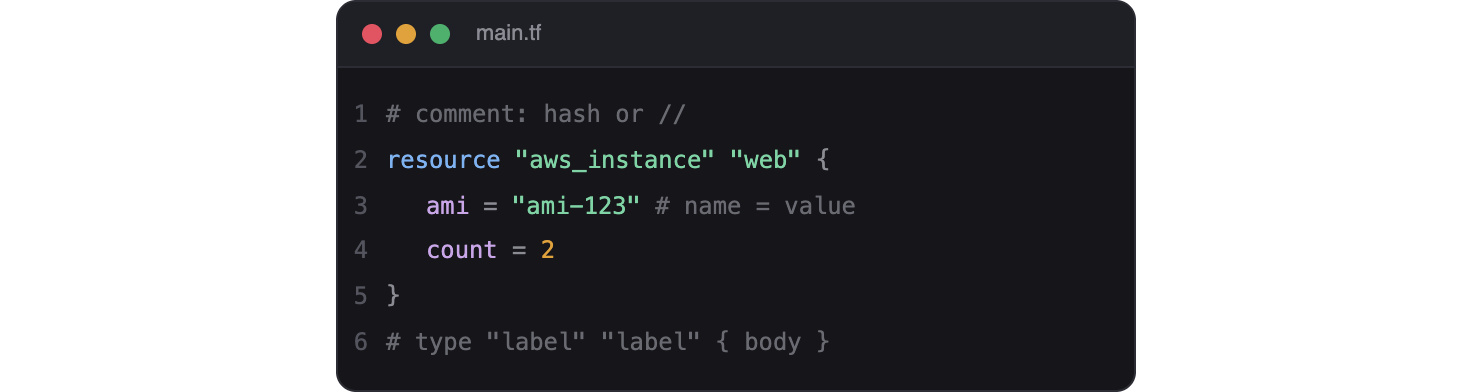 main.tf
1 # comment: hash or //
2 resource "aws_instance" "web" {
3 ami = "ami-123" # name = value
4 count = 2
5 }
6 # type "label" "label" { body }